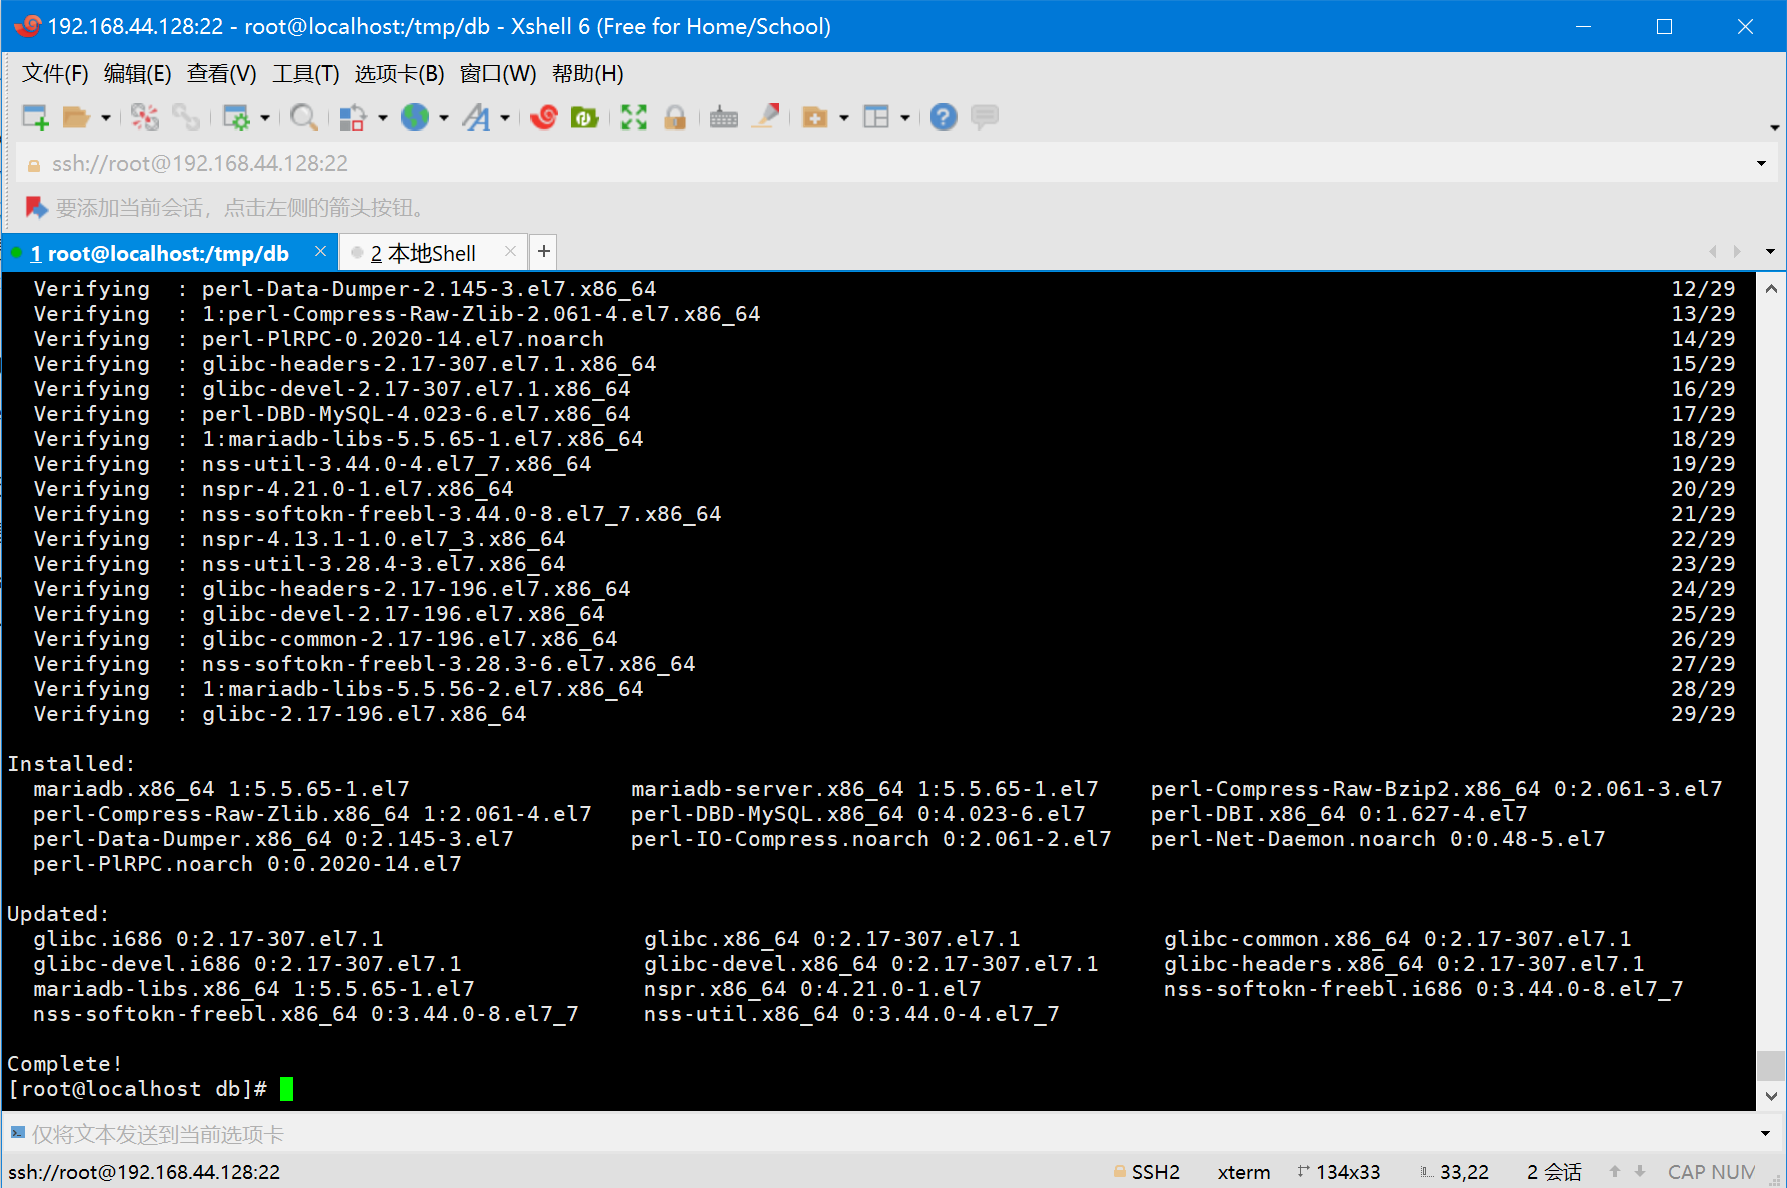 192.168.44.128:22 - root@localhost:/tmp/db - Xshell 6 (Free for Home/School)
文件(F) 编辑(E) 查看(V) 工具(T) 选项卡(B) 窗口(W) 帮助(H)
ssh://root@192.168.44.128:22
要添加当前会话，点击左侧的箭头按钮。
1 root@localhost:/tmp/db 2 本地Shell
Verifying : perl-Data-Dumper-2.145-3.el7.x86_64 12/29
Verifying : 1:perl-Compress-Raw-Zlib-2.061-4.el7.x86_64 13/29
Verifying : perl-PlRPC-0.2020-14.el7.noarch 14/29
Verifying : glibc-headers-2.17-307.el7.1.x86_64 15/29
Verifying : glibc-devel-2.17-307.el7.1.x86_64 16/29
Verifying : perl-DBD-MySQL-4.023-6.el7.x86_64 17/29
Verifying : 1:mariadb-libs-5.5.65-1.el7.x86_64 18/29
Verifying : nss-util-3.44.0-4.el7_7.x86_64 19/29
Verifying : nspr-4.21.0-1.el7.x86_64 20/29
Verifying : nss-softokn-freebl-3.44.0-8.el7_7.x86_64 21/29
Verifying : nspr-4.13.1-1.0.el7_3.x86_64 22/29
Verifying : nss-util-3.28.4-3.el7.x86_64 23/29
Verifying : glibc-headers-2.17-196.el7.x86_64 24/29
Verifying : glibc-devel-2.17-196.el7.x86_64 25/29
Verifying : glibc-common-2.17-196.el7.x86_64 26/29
Verifying : nss-softokn-freebl-3.28.3-6.el7.x86_64 27/29
Verifying : 1:mariadb-libs-5.5.56-2.el7.x86_64 28/29
Verifying : glibc-2.17-196.el7.x86_64 29/29
Installed:
mariadb.x86_64 1:5.5.65-1.el7 mariadb-server.x86_64 1:5.5.65-1.el7 perl-Compress-Raw-Bzip2.x86_64 0:2.061-3.el7
perl-Compress-Raw-Zlib.x86_64 1:2.061-4.el7 perl-DBD-MySQL.x86_64 0:4.023-6.el7 perl-DBI.x86_64 0:1.627-4.el7
perl-Data-Dumper.x86_64 0:2.145-3.el7 perl-IO-Compress.noarch 0:2.061-2.el7 perl-Net-Daemon.noarch 0:0.48-5.el7
perl-PlRPC.noarch 0:0.2020-14.el7
Updated:
glibc.i686 0:2.17-307.el7.1 glibc.x86_64 0:2.17-307.el7.1 glibc-common.x86_64 0:2.17-307.el7.1
glibc-devel.i686 0:2.17-307.el7.1 glibc-devel.x86_64 0:2.17-307.el7.1 glibc-headers.x86_64 0:2.17-307.el7.1
mariadb-libs.x86_64 1:5.5.65-1.el7 nspr.x86_64 0:4.21.0-1.el7 nss-softokn-freebl.i686 0:3.44.0-8.el7_7
nss-softokn-freebl.x86_64 0:3.44.0-8.el7_7 nss-util.x86_64 0:3.44.0-4.el7_7
Complete!
[root@localhost db]#
仅将文本发送到当前选项卡
ssh://root@192.168.44.128:22 SSH2 xterm 134x33 33,22 2 会话 CAP NUM